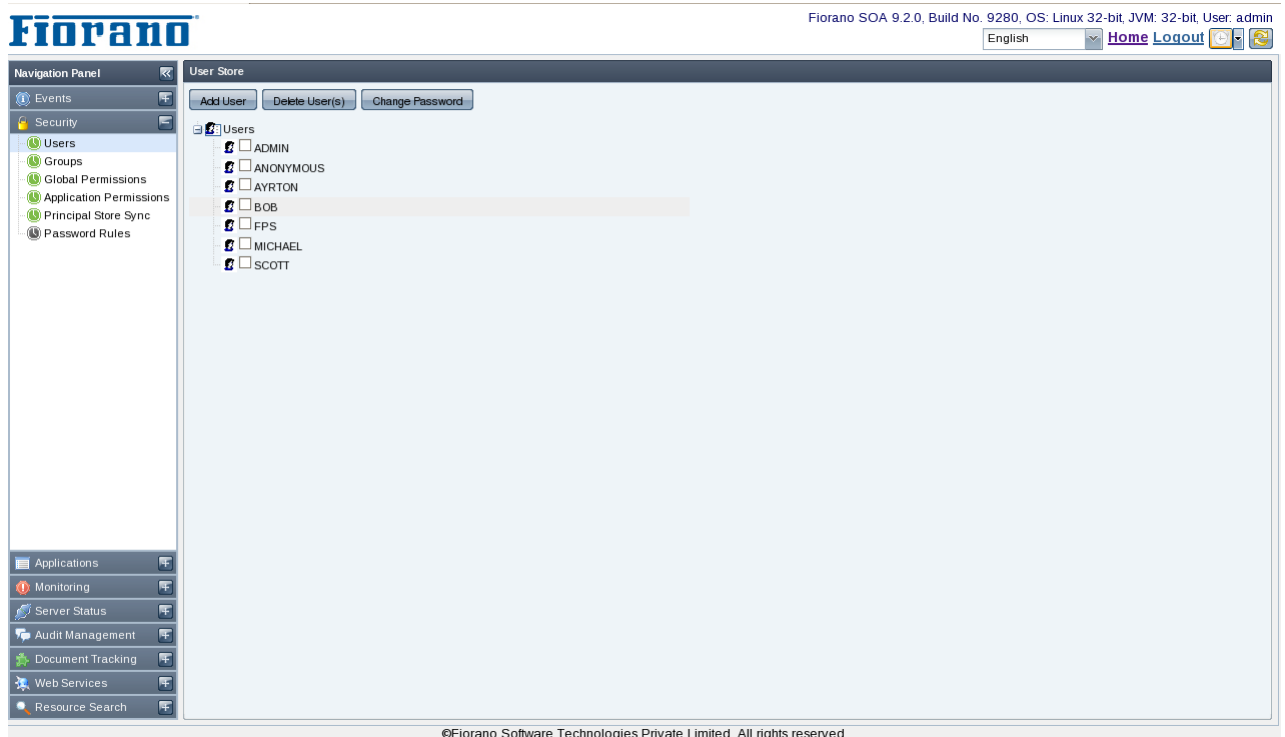 Fiorano
Fiorano SOA 9.2.0, Build No. 9280, OS: Linux 32-bit, JVM: 32-bit, User: admin
English Home Logout
Navigation Panel
Events
Security
Users
Groups
Global Permissions
Application Permissions
Principal Store Sync
Password Rules
Applications
Monitoring
Server Status
Audit Management
Document Tracking
Web Services
Resource Search
User Store
Add User Delete User(s) Change Password
Users
ADMIN
ANONYMOUS
AYRTON
BOB
FPS
MICHAEL
SCOTT
©Fiorano Software Technologies Private Limited. All rights reserved